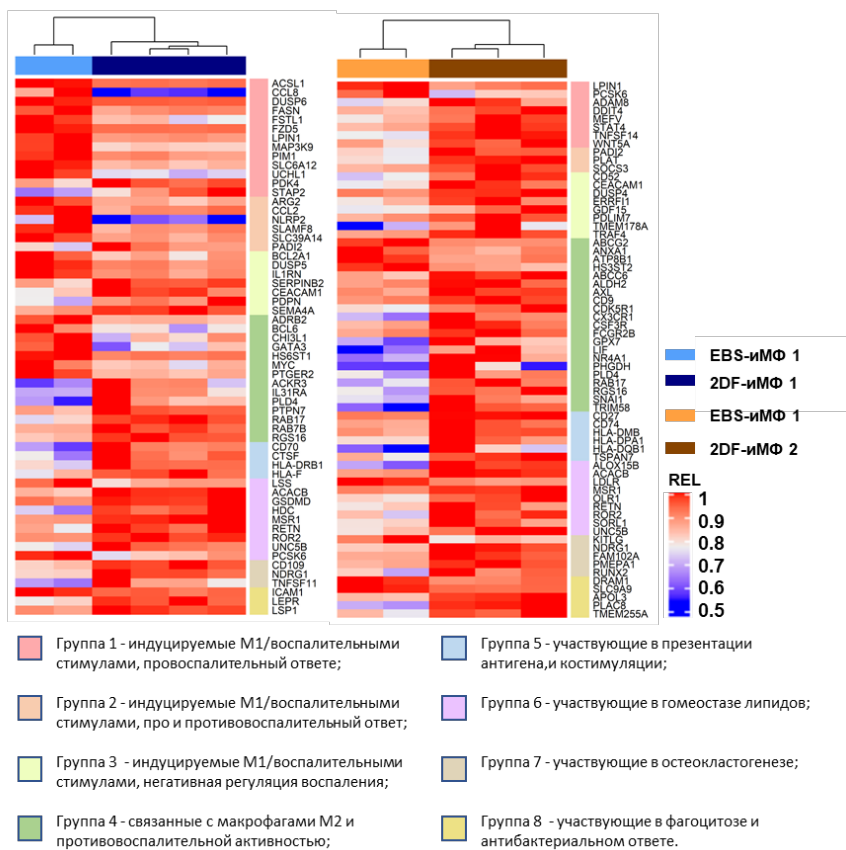 ACSL1
CCL8
DUSP6
FASN
FSTL1
FZD5
LPIN1
MAP3K9
PIM1
SLC6A12
UCHL1
PDK4
STAP2
ARG2
CCL2
NLRP2
SLAMF8
SLC39A14
PADI2
BCL2A1
DUSP5
IL1RN
SERPINB2
CEACAM1
PDPN
SEMA4A
ADRB2
BCL6
CHI3L1
GATA3
HS6ST1
MYC
PTGER2
ACKR3
IL31RA
PLD4
PTPN7
RAB17
RAB7B
RGS16
CD70
CTSF
HLA-DRB1
HLA-F
LSS
ACACB
GSDMD
HDC
MSR1
RETN
ROR2
UNC5B
PCSK6
CD109
NDRG1
TNFSF11
ICAM1
LEPR
LSP1
LPIN1
PCSK6
ADAM8
DDIT4
MEFV
STAT4
TNFSF14
WNT5A
PADI2
PLAT
SOCS3
CD52
CEACAM1
DUSP4
ERRFI1
GDF15
PDLIM7
TMEM178A
TRAF4
ABCG2
ANXA1
ATP8B1
HS3ST2
ABCC6
ALDH2
AXL
CD9
CDK5R1
CX3CR1
CSF3R
FCGR2B
GPX7
LIF
NR4A1
PHGDH
PLD4
RAB17
RGS16
SNAI1
TRIM58
CD27
CD74
HLA-DMB
HLA-DPA1
HLA-DQB1
TSPAN7
ALOX15B
ACACB
LDLR
MSR1
OLR1
RETN
ROR2
SORL1
UNC5B
KITLG
NDRG1
FAM102A
PMEPA1
RUNX2
DRAM1
SLC9A9
APOL3
PLAC8
TMEM255A
EBS-иМФ 1
2DF-иМФ 1
EBS-иМФ 1
2DF-иМФ 2
REL
1
0.9
0.8
0.7
0.6
0.5
Группа 1 - индуцируемые М1/воспалительными
стимулами, провоспалительный ответе;
Группа 2 - индуцируемые М1/воспалительными
стимулами, про и противовоспалительный ответ;
Группа 3 - индуцируемые М1/воспалительными
стимулами, негативная регуляция воспаления;
Группа 4 - связанные с макрофагами М2 и
противовоспалительной активностью;
Группа 5 - участвующие в презентации
антигена,и костимуляции;
Группа 6 - участвующие в гомеостазе липидов;
Группа 7 - участвующие в остеокластогенезе;
Группа 8 - участвующие в фагоцитозе и
антибактериальном ответе.